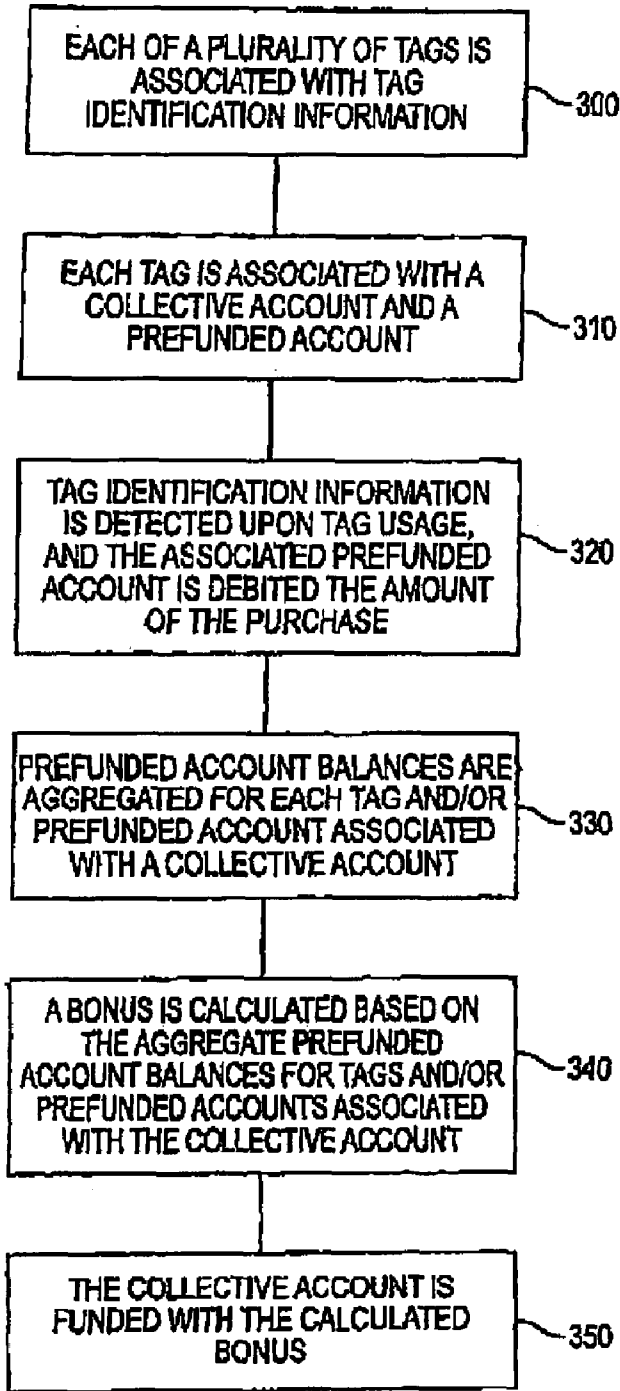 EACH OF A PLURALITY OF TAGS IS
ASSOCIATED WITH TAG
IDENTIFICATION INFORMATION
300
EACH TAG IS ASSOCIATED WITH A
COLLECTIVE ACCOUNT AND A
PREFUNDED ACCOUNT
310
TAG IDENTIFICATION INFORMATION
IS DETECTED UPON TAG USAGE,
AND THE ASSOCIATED PREFUNDED
ACCOUNT IS DEBITED THE AMOUNT
OF THE PURCHASE
320
PREFUNDED ACCOUNT BALANCES ARE
AGGREGATED FOR EACH TAG AND/OR
PREFUNDED ACCOUNT ASSOCIATED
WITH A COLLECTIVE ACCOUNT
330
A BONUS IS CALCULATED BASED ON
THE AGGREGATE PREFUNDED
ACCOUNT BALANCES FOR TAGS AND/OR
PREFUNDED ACCOUNTS ASSOCIATED
WITH THE COLLECTIVE ACCOUNT
340
THE COLLECTIVE ACCOUNT IS
FUNDED WITH THE CALCULATED
BONUS
350